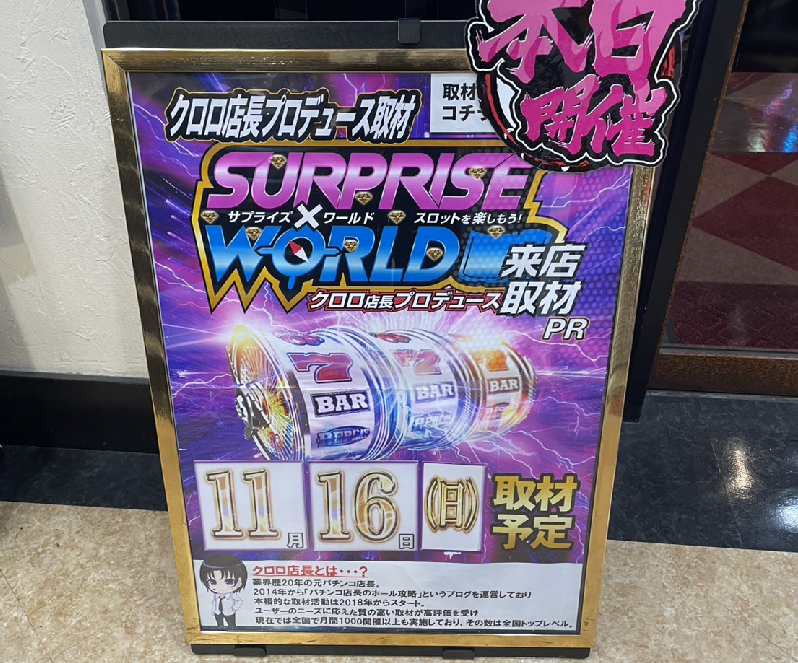 本日
開催
取材
コチ
クロロ店長プロデュース取材
SURPRISE
サプライズ×ワールド スロットを楽しもう!
WORLD
来店
取材
クロロ店長プロデュース
PR
7
BAR
BAR
BAR
11月16日(日)
取材
予定
クロロ店長とは・・・?
業界歴20年の元パチンコ店長。
2014年から「パチンコ店長のホール攻略」というブログを運営しており
本格的な取材活動は2018年からスタート。
ユーザーのニーズに応えた質の高い取材が高評価を受け
現在では全国で月間1000開催以上も実施しており、その数は全国トップレベル。